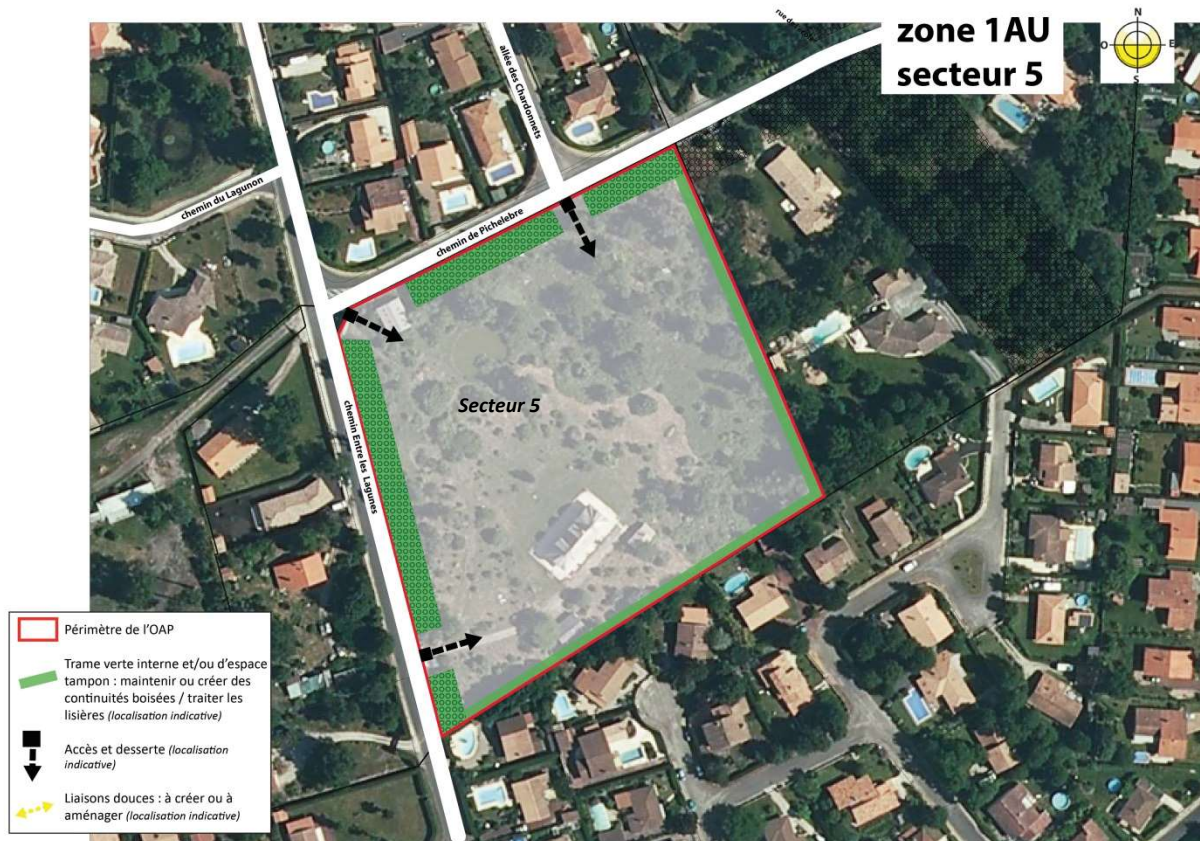 zone 1AU
secteur 5
N
O
E
S
rue de
allée des Chardonnets
chemin du Lagunon
chemin de Pichelebre
chemin Entre les Lagunes
Secteur 5
Périmètre de l'OAP
Trame verte interne et/ou d'espace
tampon : maintenir ou créer des
continuités boisées / traiter les
lisières (localisation indicative)
Accès et desserte (localisation
indicative)
Liaisons douces : à créer ou à
aménager (localisation indicative)